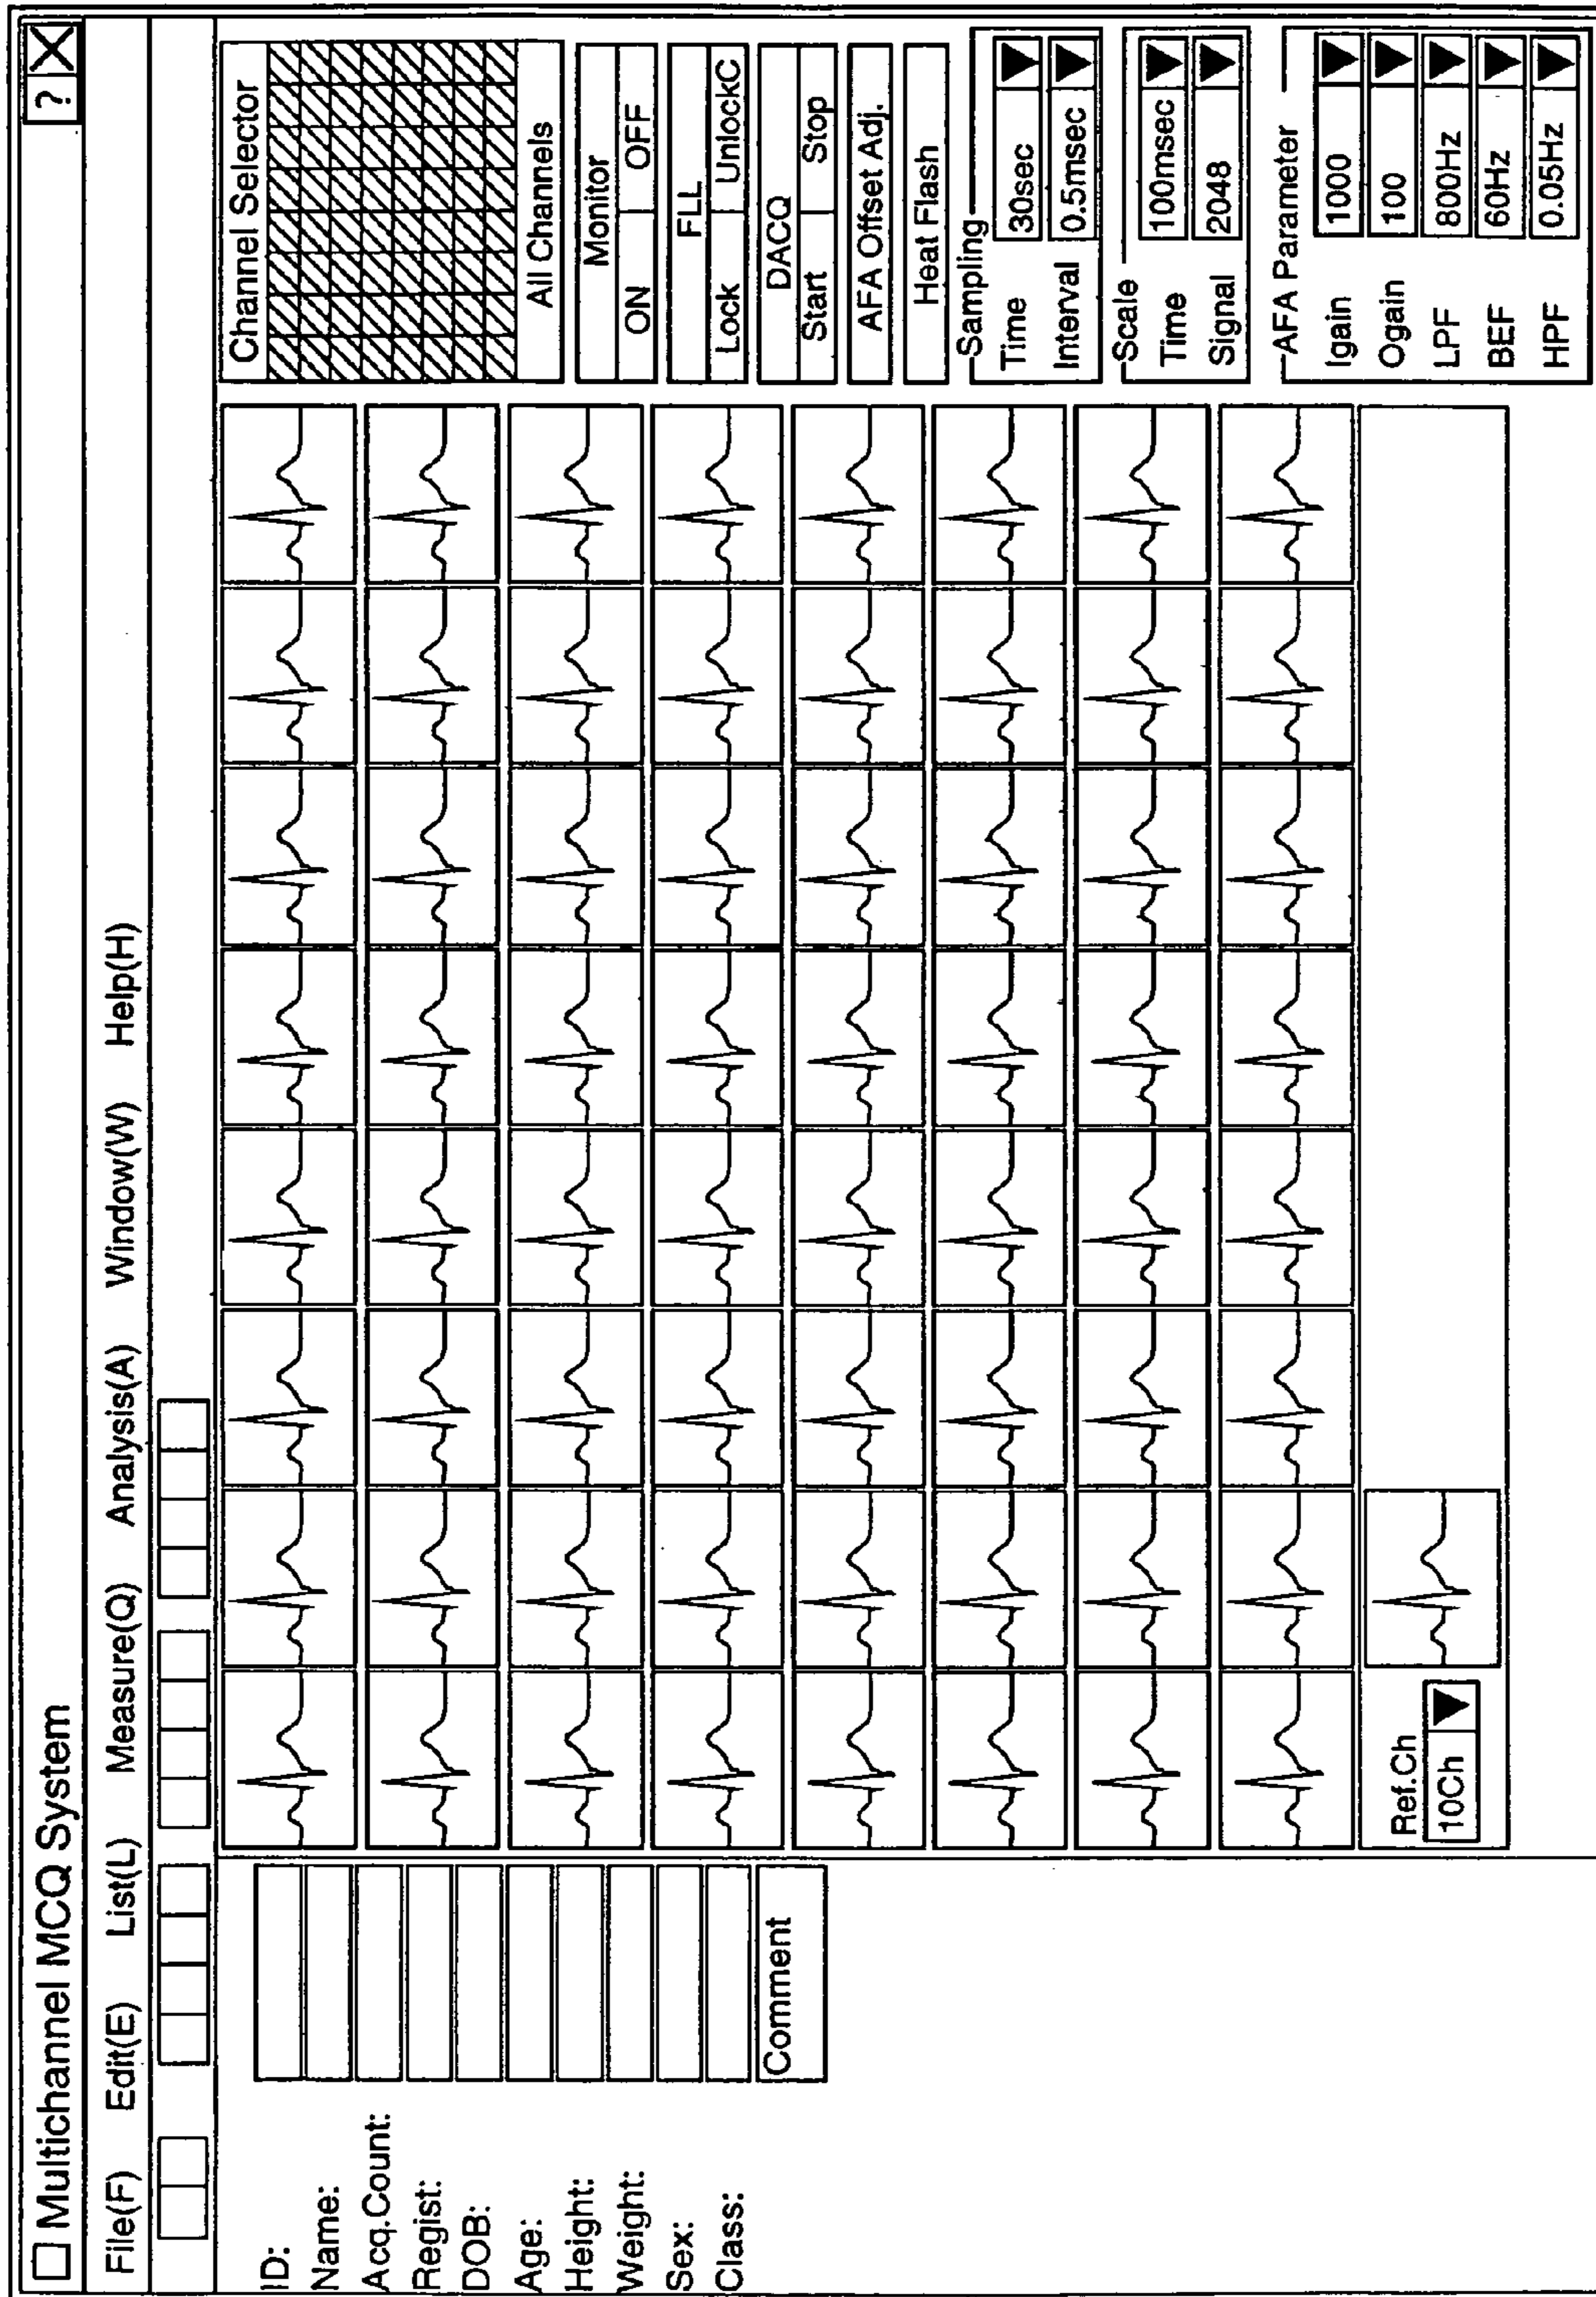 Multichannel MCQ System
?
File(F) Edit(E) List(L) Measure(Q) Analysis(A) Window(W) Help(H)
ID:
Name:
Acq.Count:
Regist:
DOB:
Age:
Height:
Weight:
Sex:
Class:
Comment
Ref.Ch
10Ch
Channel Selector
All Channels
Monitor
ON OFF
FLL
Lock UnlockC
DACQ
Start Stop
AFA Offset Adj.
Heat Flash
Sampling
Time 30sec
Interval 0.5msec
Scale
Time 100msec
Signal 2048
AFA Parameter
Igain 1000
Ogain 100
LPF 800Hz
BEF 60Hz
HPF 0.05Hz